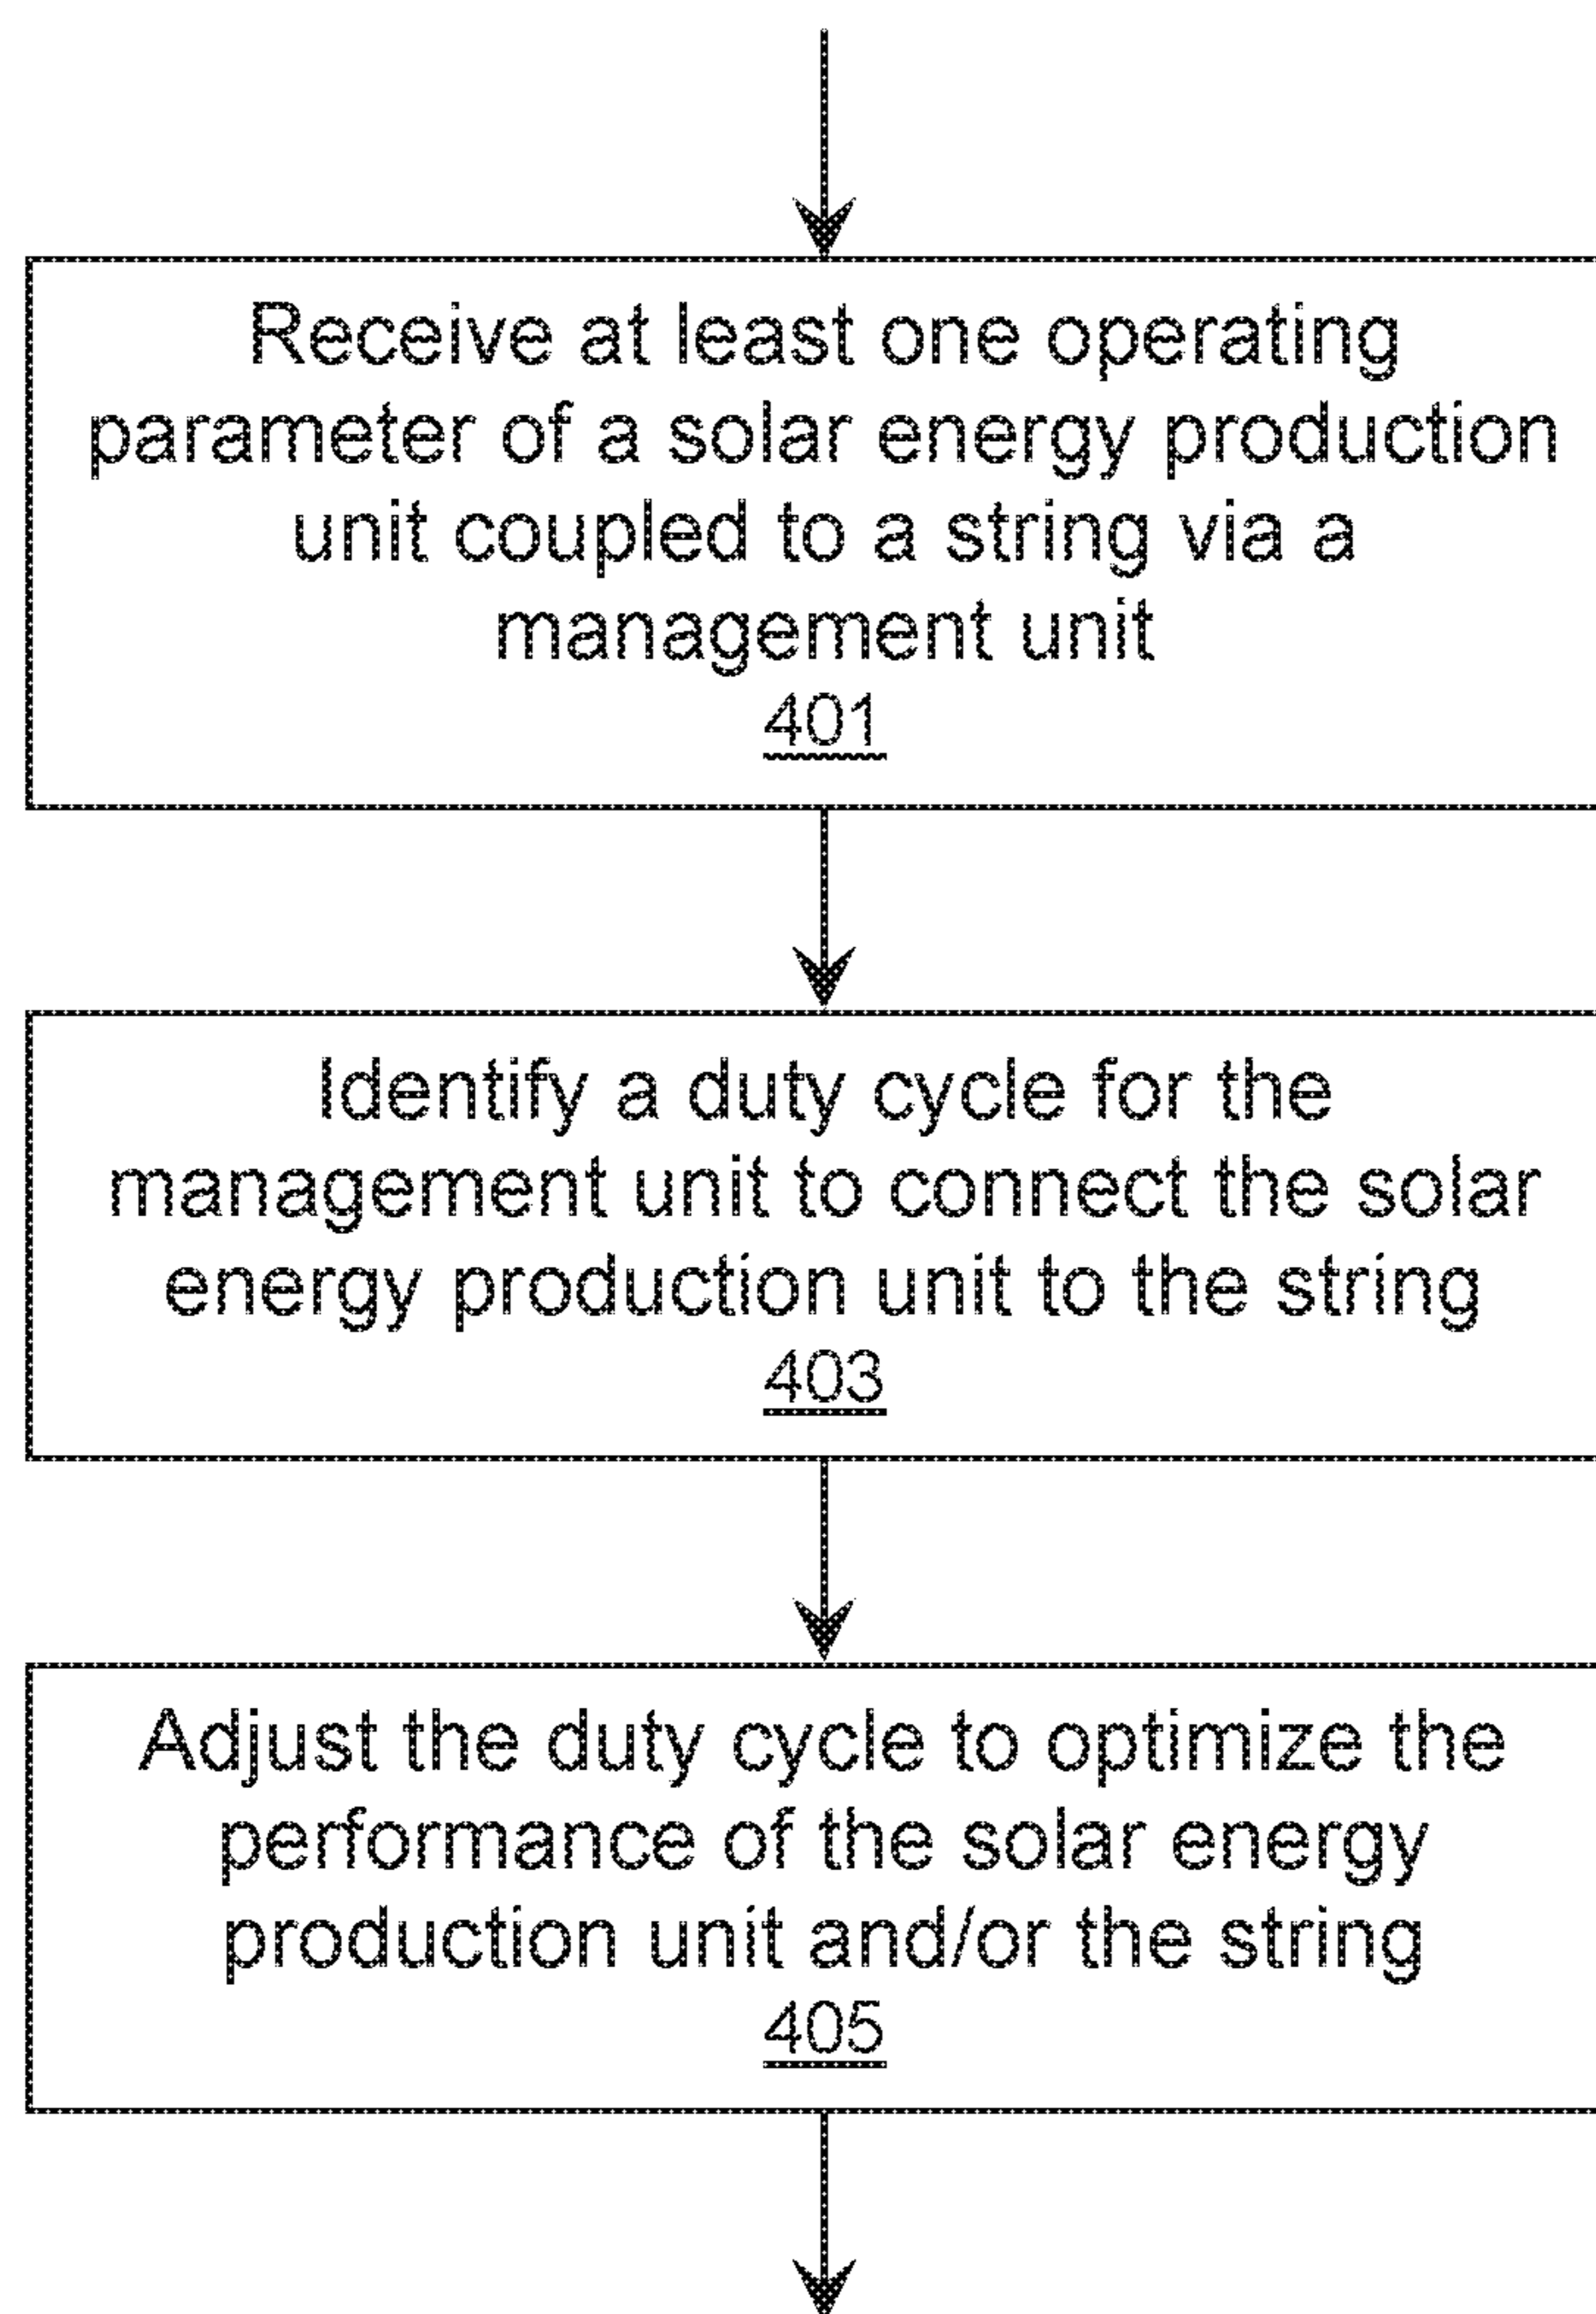 Receive at least one operating
parameter of a solar energy production
unit coupled to a string via a
management unit
401
Identify a duty cycle for the
management unit to connect the solar
energy production unit to the string
403
Adjust the duty cycle to optimize the
performance of the solar energy
production unit and/or the string
405